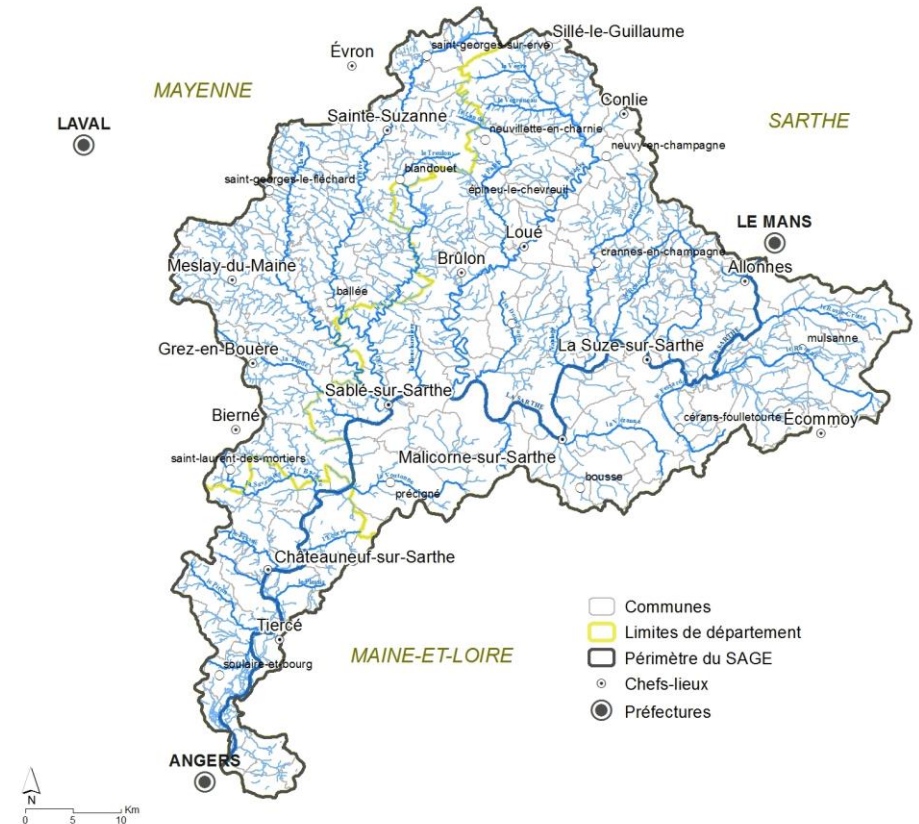 Sillé-le-Guillaume
saint-georges-sur-erve
Évron
MAYENNE
Conlie
LAVAL
Sainte-Suzanne
SARTHE
neuvillette-en-charnie
neuvy-en-champagne
blandouet
saint-georges-le-fléchard
épineu-le-chevreuil
LE MANS
Loué
crannes-en-champagne
Brûlon
Meslay-du-Maine
Allonnes
ballée
mulsanne
Grez-en-Bouère
La Suze-sur-Sarthe
Sablé-sur-Sarthe
LA SARTHE
Bierné
cérans-foulletourte
Écommoy
Malicorne-sur-Sarthe
saint-laurent-des-mortiers
bousse
précigné
Châteauneuf-sur-Sarthe
Tiercé
soulaire-et-bourg
MAINE-ET-LOIRE
ANGERS
Communes
Limites de département
Périmètre du SAGE
Chefs-lieux
Préfectures
N
Km
0 5 10